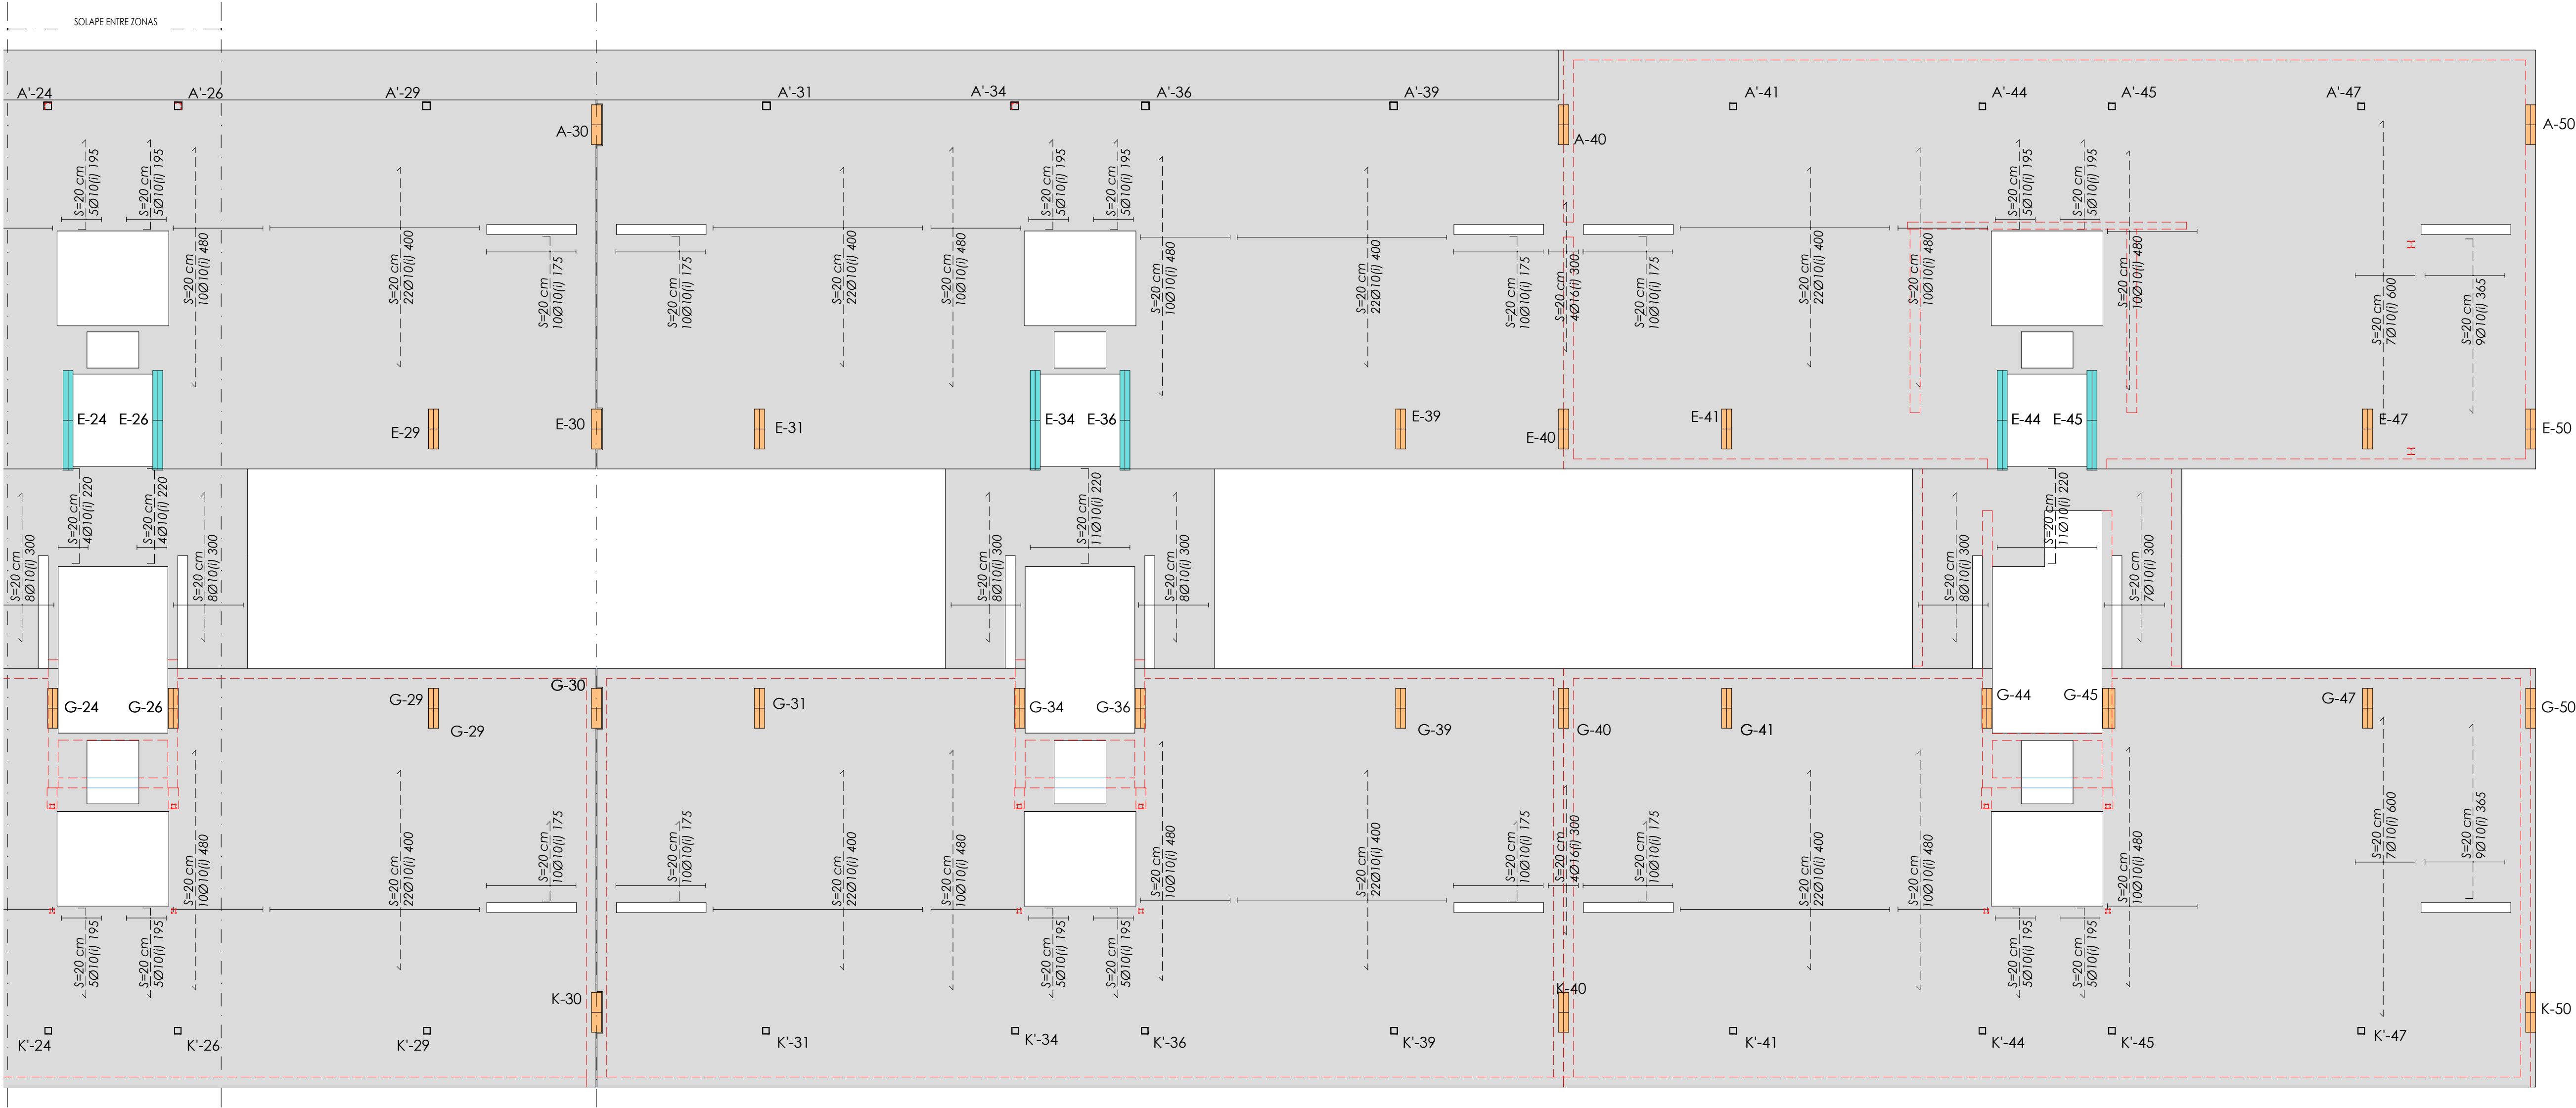 SOLAPE ENTRE ZONAS
A'-24
A'-26
A'-29
A'-31
A'-34
A'-36
A'-39
A'-41
A'-44
A'-45
A'-47
A-30
A-40
A-50
S=20 cm
5Ø10(i) 195
S=20 cm
5Ø10(i) 195
S=20 cm
5Ø10(i) 195
S=20 cm
5Ø10(i) 195
S=20 cm
5Ø10(i) 195
S=20 cm
5Ø10(i) 195
S=20 cm
10Ø10(i) 480
S=20 cm
22Ø10(i) 400
S=20 cm
10Ø10(i) 175
S=20 cm
10Ø10(i) 175
S=20 cm
22Ø10(i) 400
S=20 cm
10Ø10(i) 480
S=20 cm
10Ø10(i) 480
S=20 cm
22Ø10(i) 400
S=20 cm
10Ø10(i) 175
S=20 cm
4Ø16(i) 300
S=20 cm
10Ø10(i) 175
S=20 cm
22Ø10(i) 400
S=20 cm
10Ø10(i) 480
S=20 cm
10Ø10(i) 480
S=20 cm
7Ø10(i) 600
S=20 cm
9Ø10(i) 365
E-24
E-26
E-29
E-30
E-31
E-34
E-36
E-39
E-40
E-41
E-44
E-45
E-47
E-50
S=20 cm
8Ø10(i) 300
S=20 cm
4Ø10(i) 220
S=20 cm
4Ø10(i) 220
S=20 cm
8Ø10(i) 300
S=20 cm
8Ø10(i) 300
S=20 cm
11Ø10(i) 220
S=20 cm
8Ø10(i) 300
S=20 cm
8Ø10(i) 300
S=20 cm
11Ø10(i) 220
S=20 cm
7Ø10(i) 300
G-24
G-26
G-29
G-29
G-30
G-31
G-34
G-36
G-39
G-40
G-41
G-44
G-45
G-47
G-50
S=20 cm
10Ø10(i) 480
S=20 cm
22Ø10(i) 400
S=20 cm
10Ø10(i) 175
S=20 cm
10Ø10(i) 175
S=20 cm
22Ø10(i) 400
S=20 cm
10Ø10(i) 480
S=20 cm
10Ø10(i) 480
S=20 cm
22Ø10(i) 400
S=20 cm
10Ø10(i) 175
S=20 cm
4Ø16(i) 300
S=20 cm
10Ø10(i) 175
S=20 cm
22Ø10(i) 400
S=20 cm
10Ø10(i) 480
S=20 cm
10Ø10(i) 480
S=20 cm
7Ø10(i) 600
S=20 cm
9Ø10(i) 365
S=20 cm
5Ø10(i) 195
S=20 cm
5Ø10(i) 195
S=20 cm
5Ø10(i) 195
S=20 cm
5Ø10(i) 195
S=20 cm
5Ø10(i) 195
S=20 cm
5Ø10(i) 195
K-30
K-40
K-50
K'-24
K'-26
K'-29
K'-31
K'-34
K'-36
K'-39
K'-41
K'-44
K'-45
K'-47